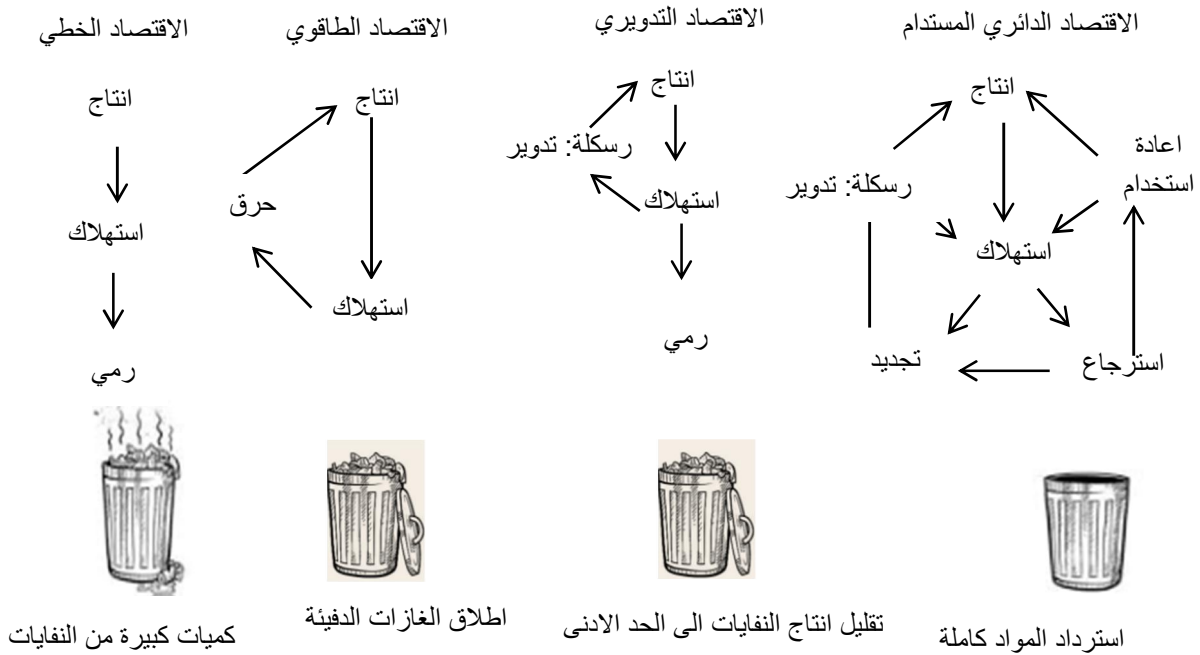 الاقتصاد الدائري المستدام
الاقتصاد التدويري
الاقتصاد الطاقوي
الاقتصاد الخطي
انتاج
اعادة
استخدام
رسكلة: تدوير
استهلاك
استرجاع
تجديد
انتاج
رسكلة: تدوير
استهلاك
رمي
انتاج
حرق
استهلاك
انتاج
استهلاك
رمي
استرداد المواد كاملة
تقليل انتاج النفايات الى الحد الادنى
اطلاق الغازات الدفيئة
كميات كبيرة من النفايات